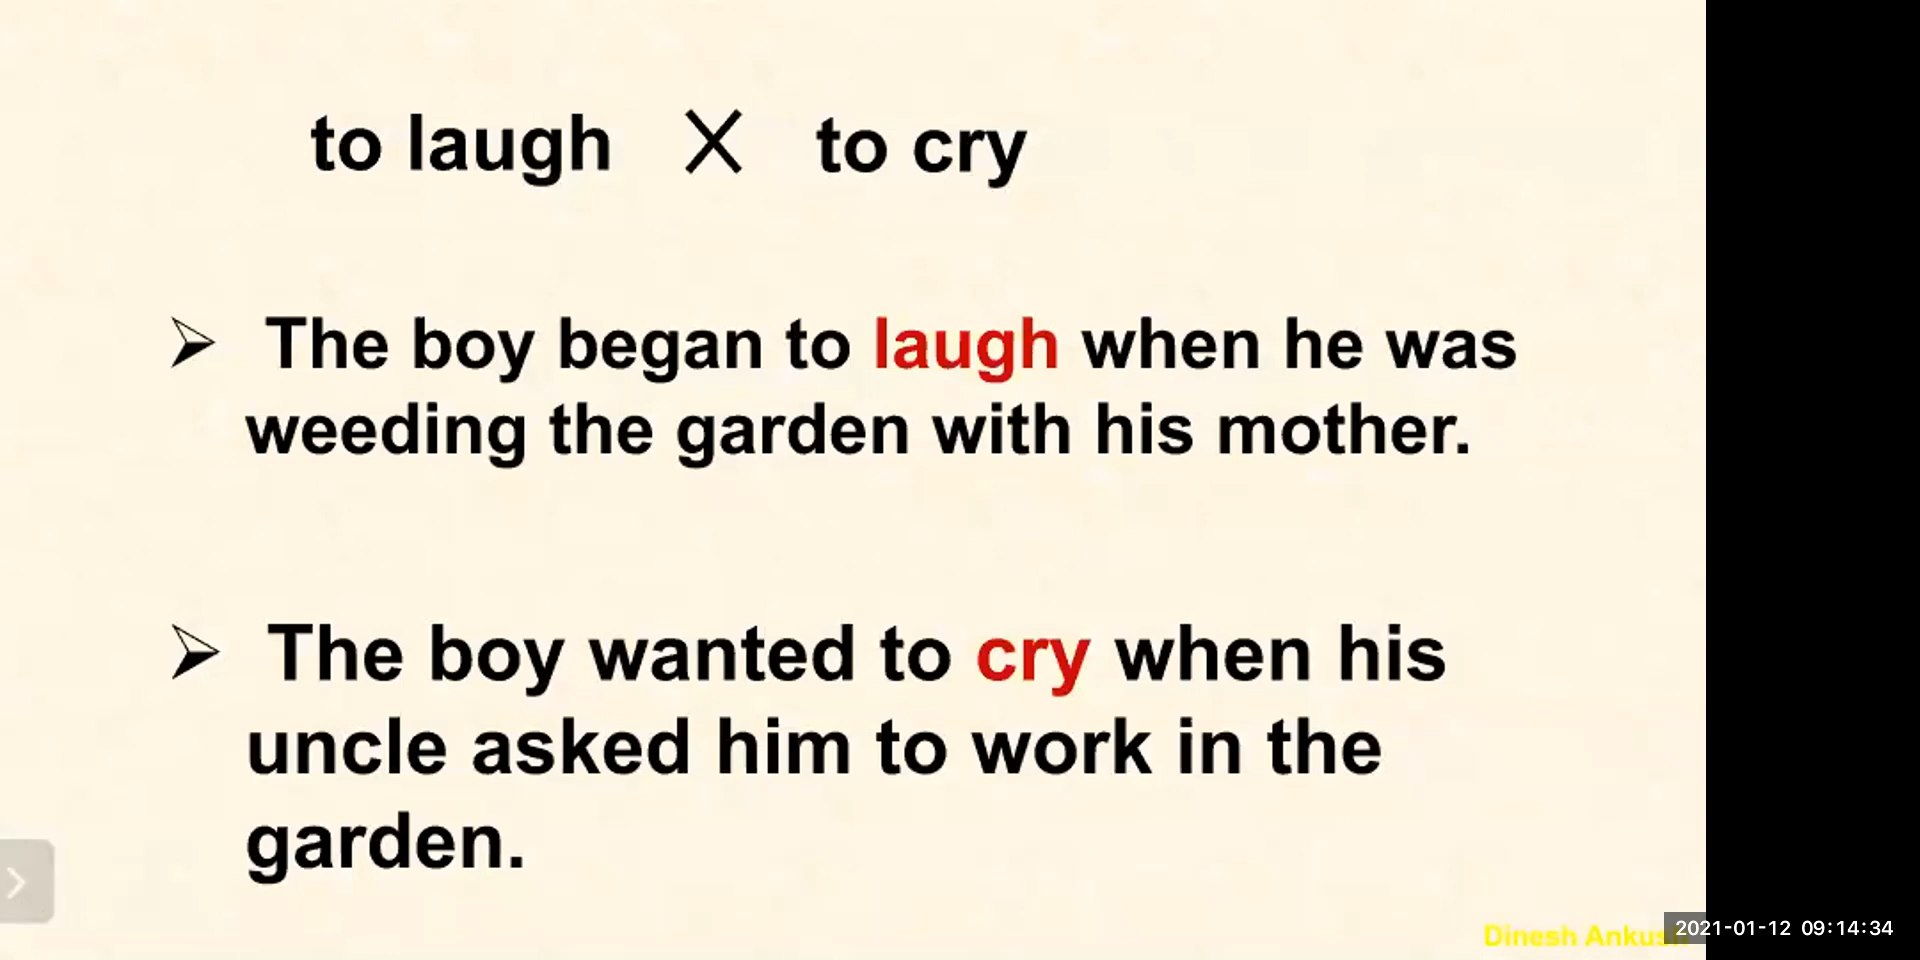 to laugh X to cry
➢ The boy began to laugh when he was
weeding the garden with his mother.
➢ The boy wanted to cry when his
uncle asked him to work in the
garden.
Dinesh
2021-01-12 09:14:34